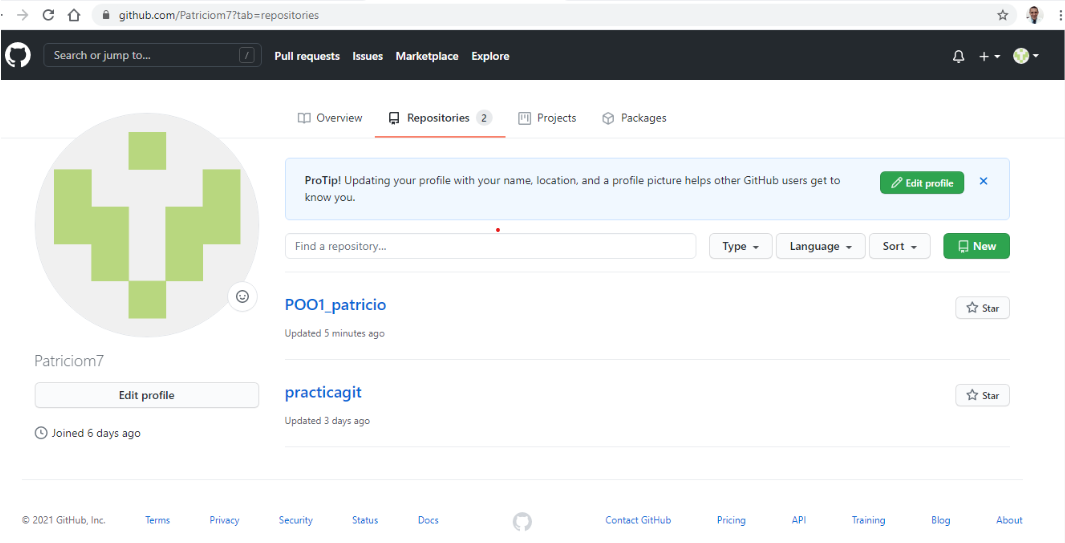 github.com/Patriciom7?tab=repositories
Search or jump to... / Pull requests Issues Marketplace Explore
Overview Repositories 2 Projects Packages
ProTip! Updating your profile with your name, location, and a profile picture helps other GitHub users get to
know you.
Edit profile
Find a repository... Type Language Sort New
POO1_patricio Star
Updated 5 minutes ago
Patriciom7
Edit profile
practicagit Star
Updated 3 days ago
Joined 6 days ago
© 2021 GitHub, Inc. Terms Privacy Security Status Docs Contact GitHub Pricing API Training Blog About